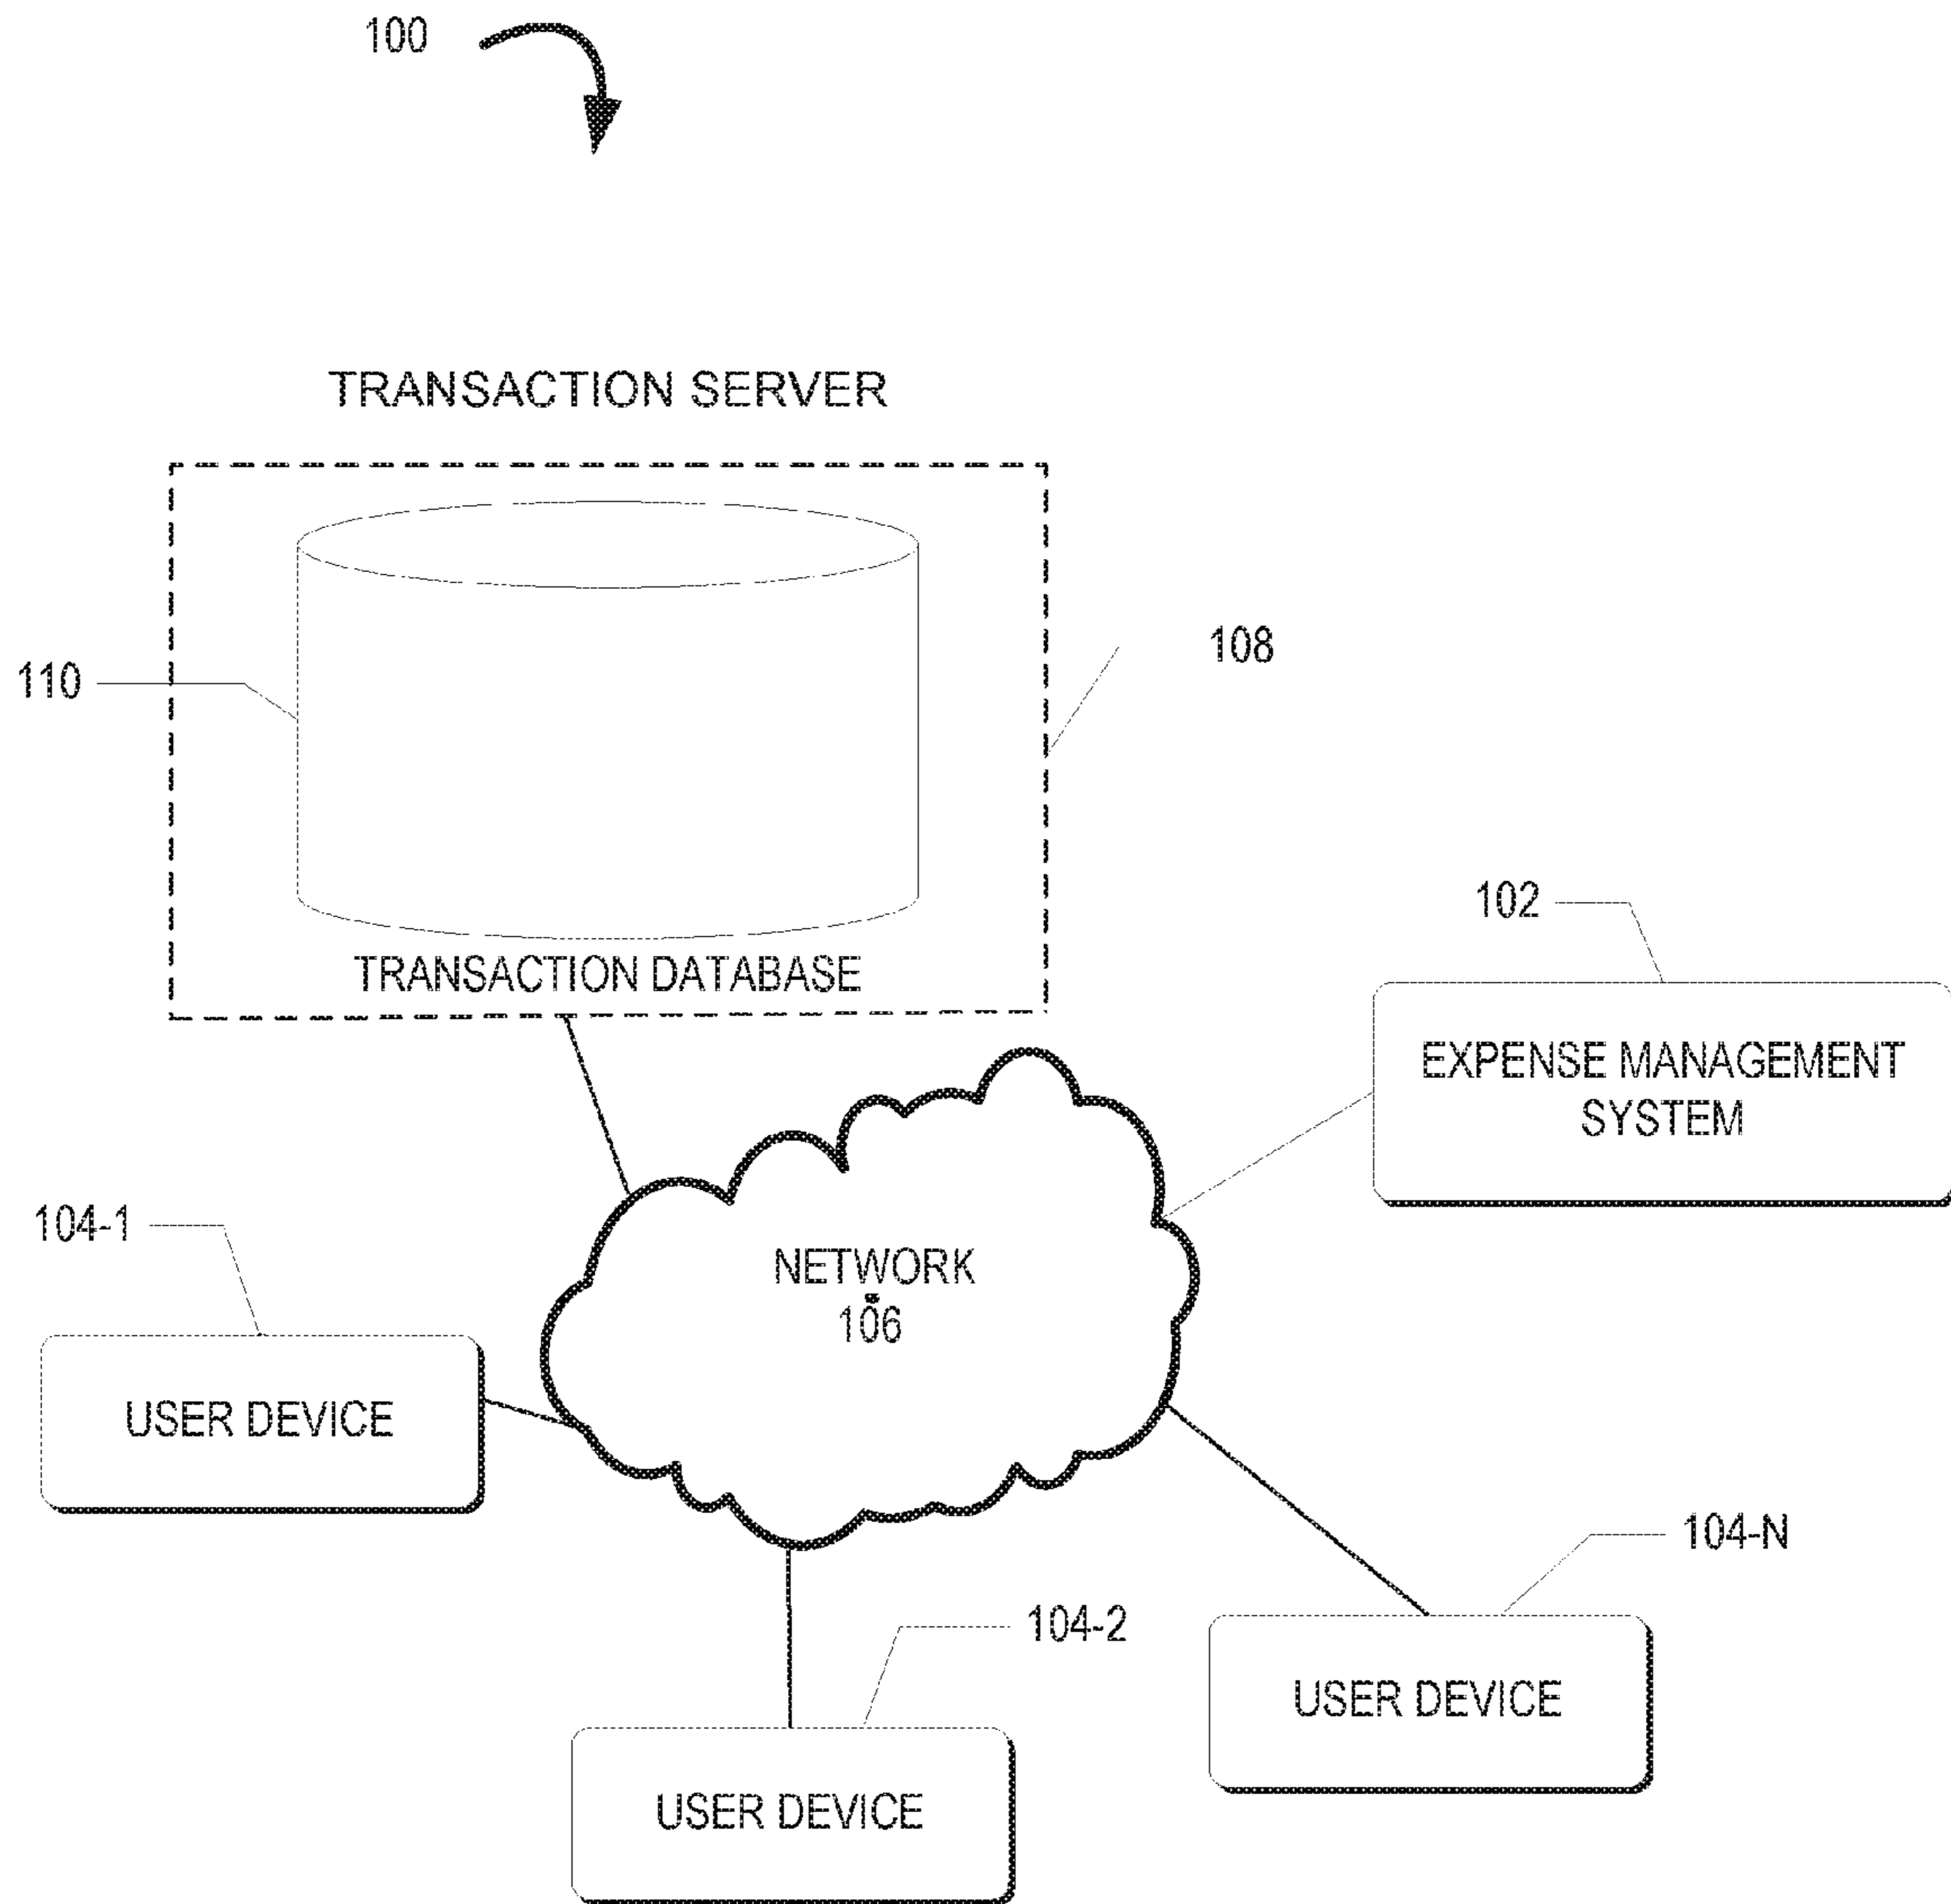 100
TRANSACTION SERVER
110
108
TRANSACTION DATABASE
102
EXPENSE MANAGEMENT
SYSTEM
104-1
NETWORK
106
USER DEVICE
104-N
104-2
USER DEVICE
USER DEVICE